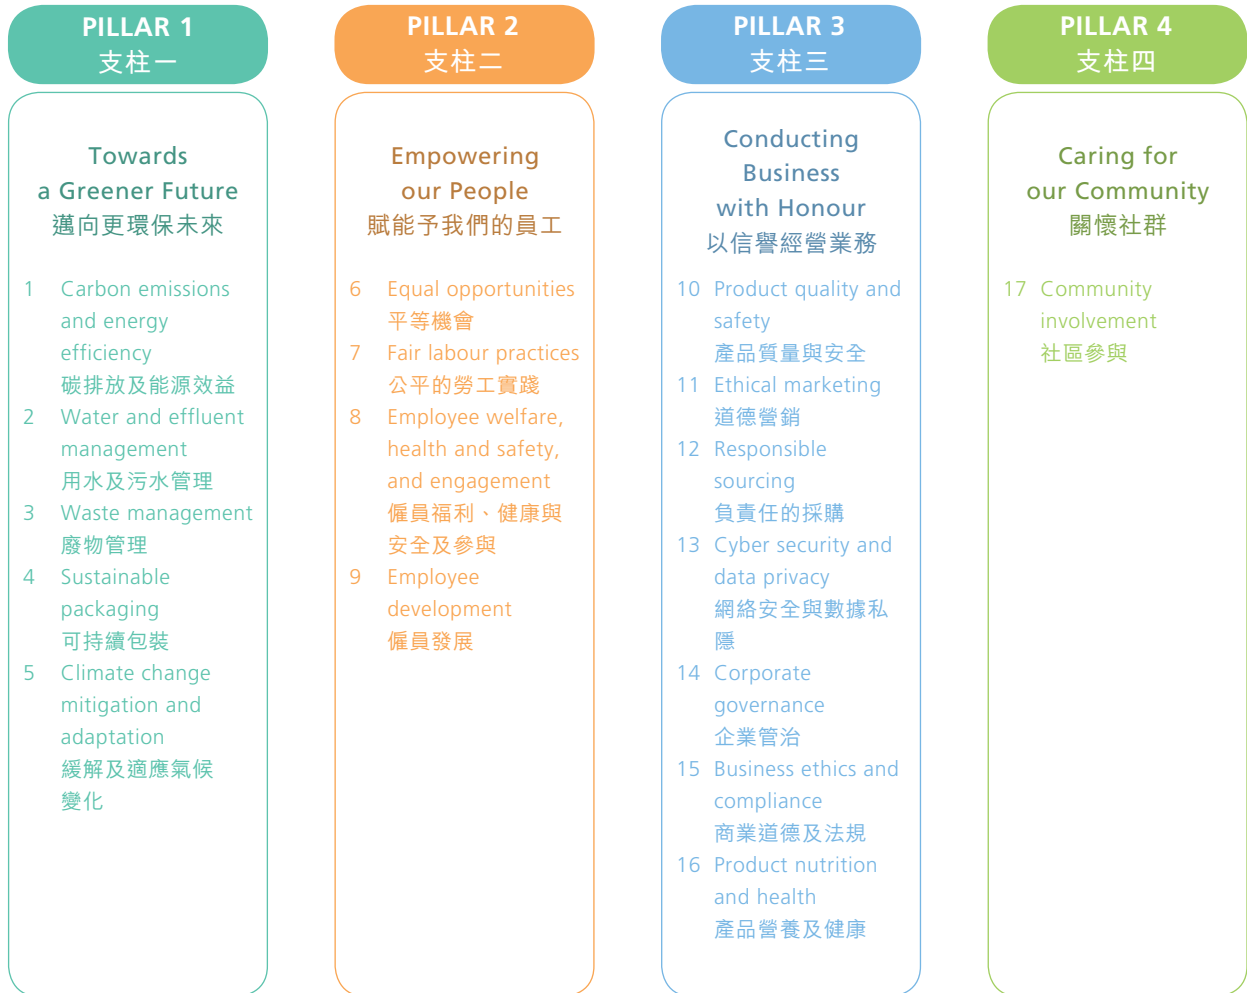 PILLAR 1
支柱一
Towards
a Greener Future
邁向更環保未來
1 Carbon emissions
and energy
efficiency
碳排放及能源效益
2 Water and effluent
management
用水及污水管理
3 Waste management
廢物管理
4 Sustainable
packaging
可持續包裝
5 Climate change
mitigation and
adaptation
緩解及適應氣候
變化
PILLAR 2
支柱二
Empowering
our People
賦能予我們的員工
6 Equal opportunities
平等機會
7 Fair labour practices
公平的勞工實踐
8 Employee welfare,
health and safety,
and engagement
僱員福利、健康與
安全及參與
9 Employee
development
僱員發展
PILLAR 3
支柱三
Conducting
Business
with Honour
以信譽經營業務
10 Product quality and
safety
產品質量與安全
11 Ethical marketing
道德營銷
12 Responsible
sourcing
負責任的採購
13 Cyber security and
data privacy
網絡安全與數據私
隱
14 Corporate
governance
企業管治
15 Business ethics and
compliance
商業道德及法規
16 Product nutrition
and health
產品營養及健康
PILLAR 4
支柱四
Caring for
our Community
關懷社群
17 Community
involvement
社區參與